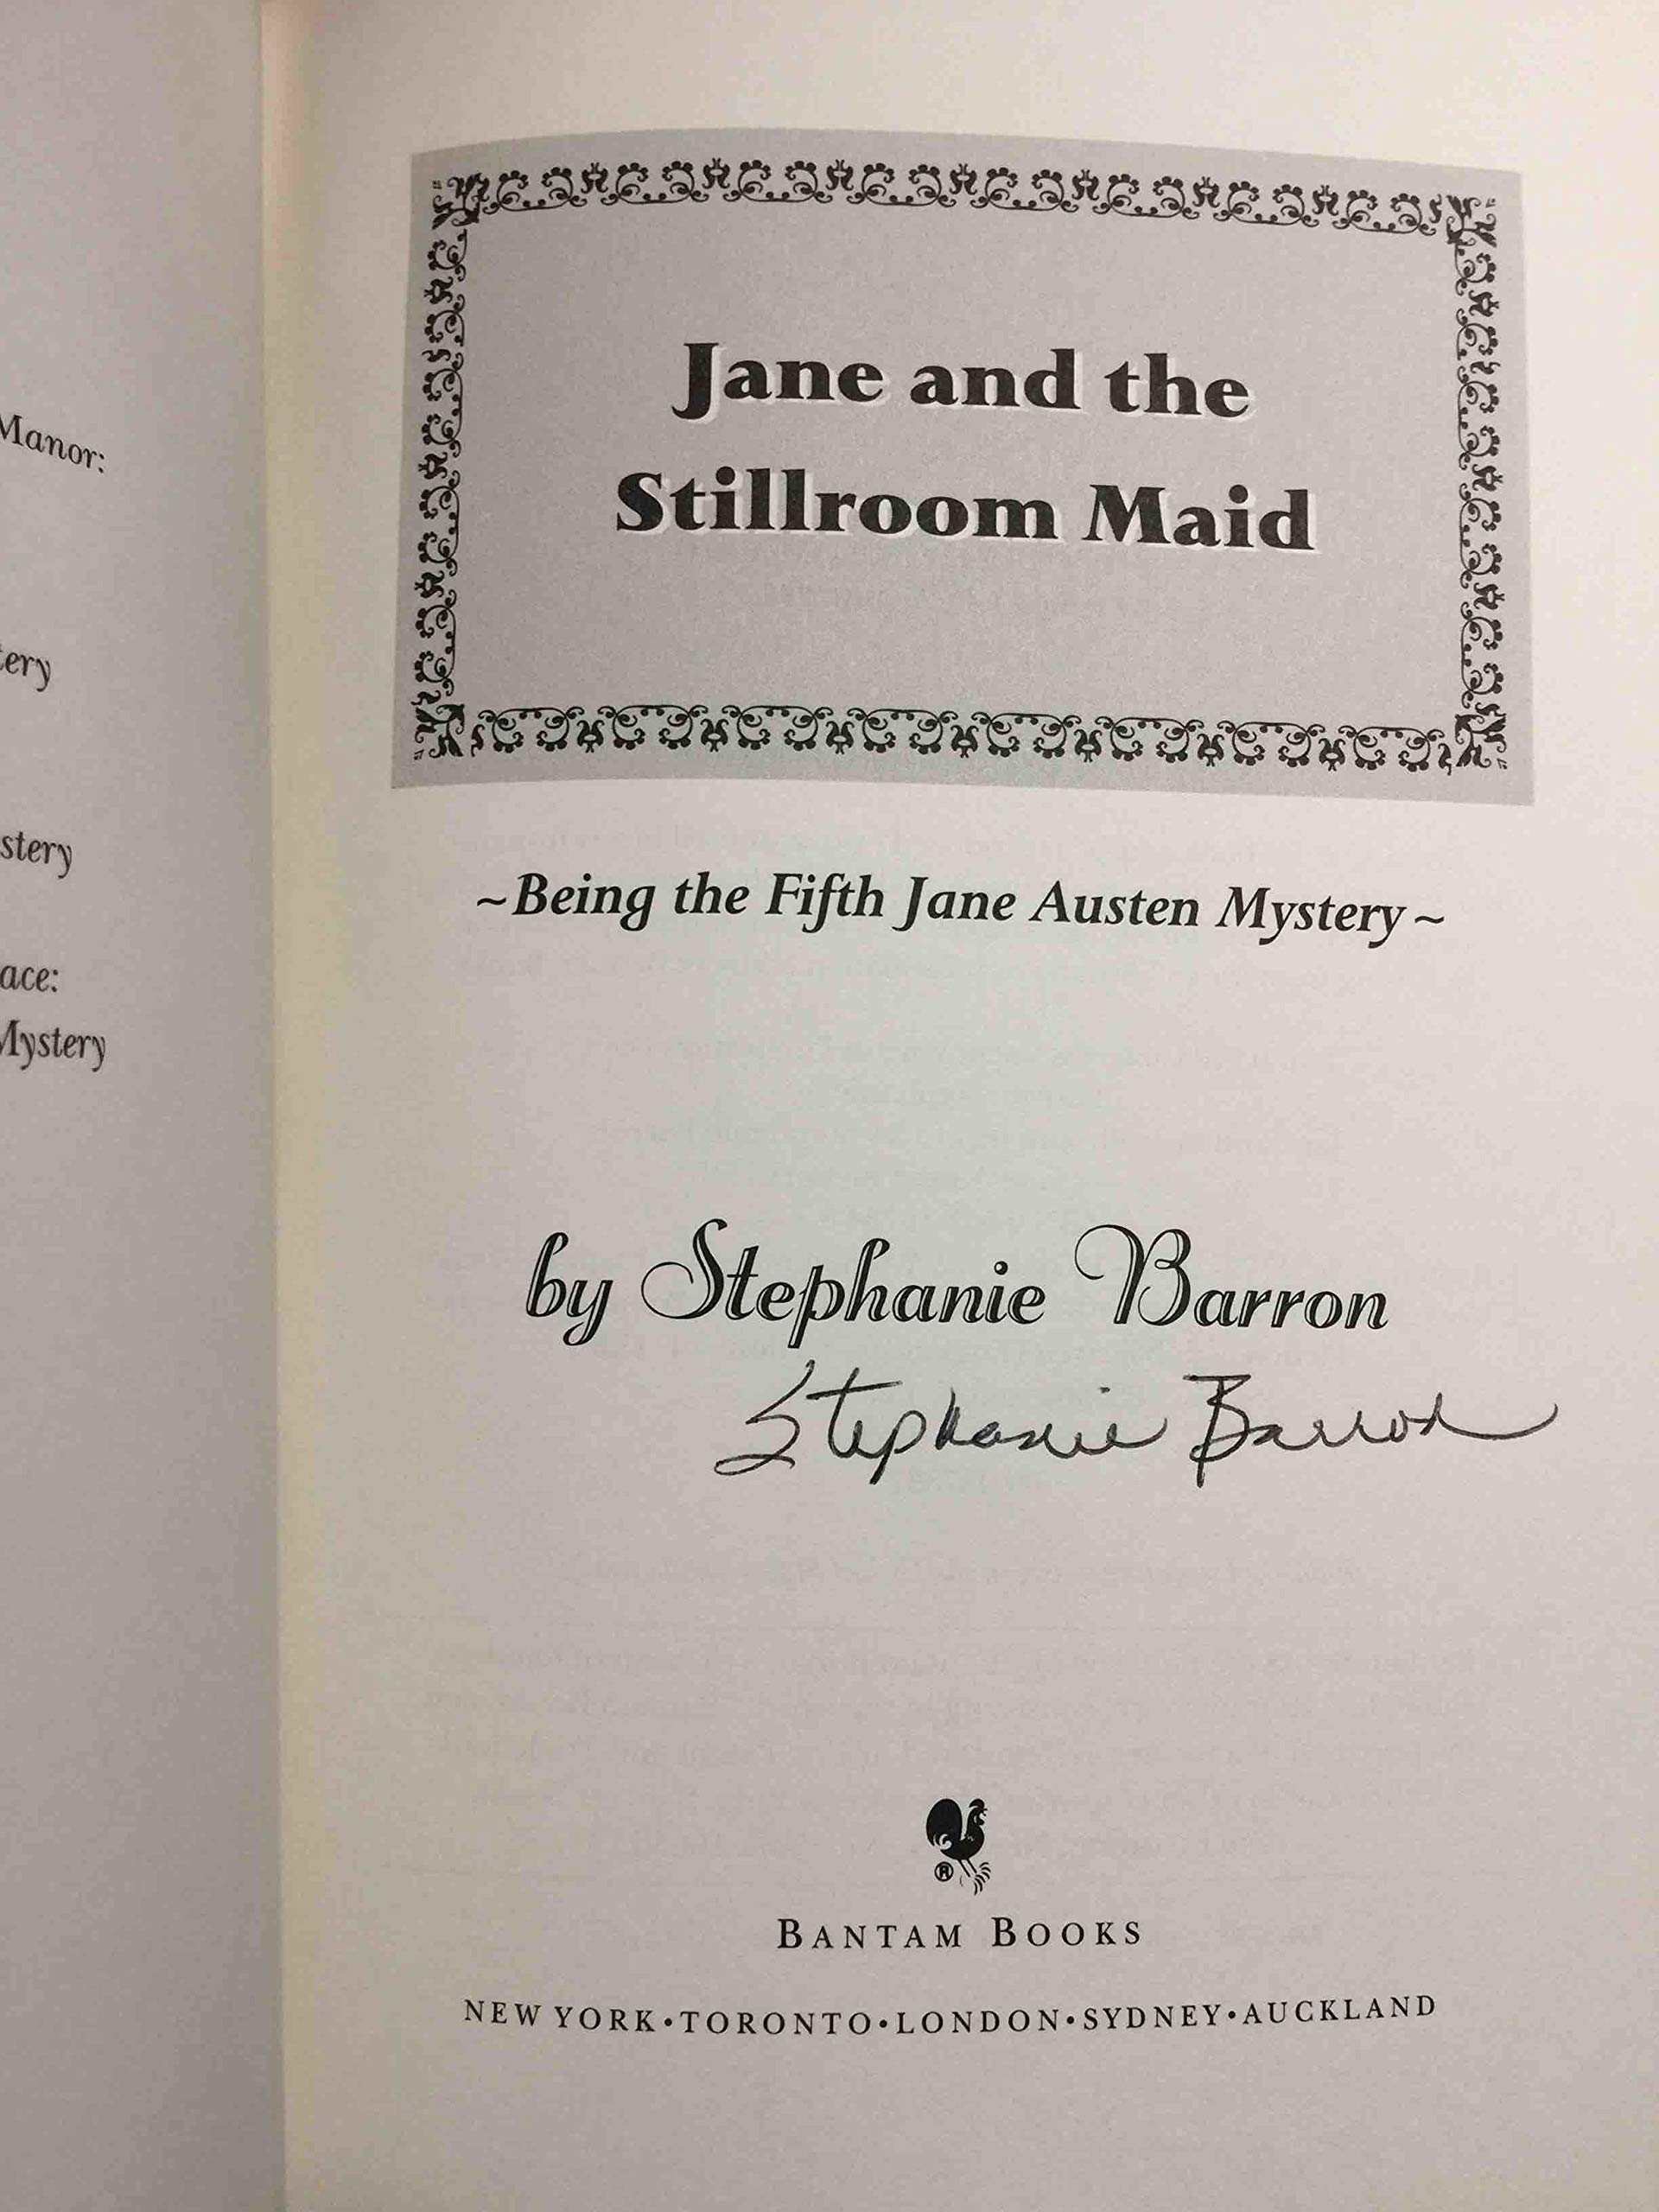 Manor:
stery
ace:
Mystery
Jane and the
Stillroom Maid
~Being the Fifth Jane Austen Mystery~
by Stephanie Barron
Stephanie Barron
®
BANTAM BOOKS
NEW YORK•TORONTO•LONDON•SYDNEY•AUCKLAND